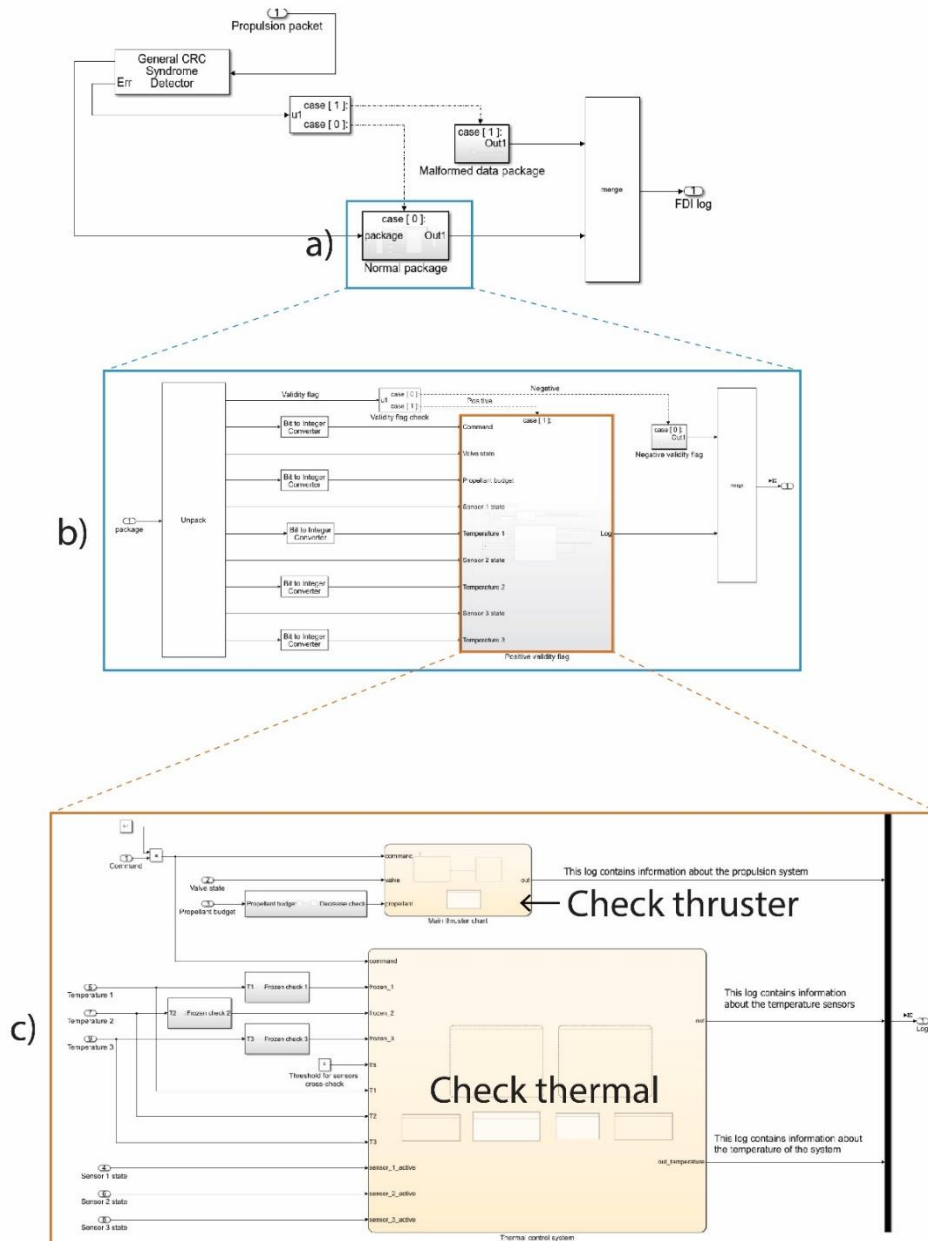 1
Propulsion packet
General CRC
Syndrome
Detector
Err
u1
case [ 1 ]:
case [ 0 ]:
case [ 1 ]:
Out1
Malformed data package
merge
1
FDI log
a)
case [ 0 ]:
package
Out1
Normal package
b)
1
package
Unpack
Validity flag
u1
case [ 0 ]:
case [ 1 ]:
Validity flag check
Negative
Positive
case [ 0 ]:
Out1
Negative validity flag
merge
1
Bit to Integer
Converter
Bit to Integer
Converter
Bit to Integer
Converter
Bit to Integer
Converter
Bit to Integer
Converter
case [ 1 ]:
Command
Valve state
Propellant budget
Sensor 1 state
Temperature 1
Sensor 2 state
Temperature 2
Sensor 3 state
Temperature 3
Log
Positive validity flag
c)
1
Command
2
Valve state
3
Propellant budget
Propellant budget
Decrease check
command
valve
propellant
out
Main thruster chart
This log contains information about the propulsion system
Check thruster
5
Temperature 1
7
Temperature 2
9
Temperature 3
T1
Frozen check 1
T2
Frozen check 2
T3
Frozen check 3
Threshold for sensors
cross-check
4
Sensor 1 state
6
Sensor 2 state
8
Sensor 3 state
command
frozen_1
frozen_2
frozen_3
T1
T2
T3
sensor_1_active
sensor_2_active
sensor_3_active
Check thermal
out
out_temperature
Thermal control system
This log contains information
about the temperature sensors
This log contains information about
the temperature of the system
1
Log